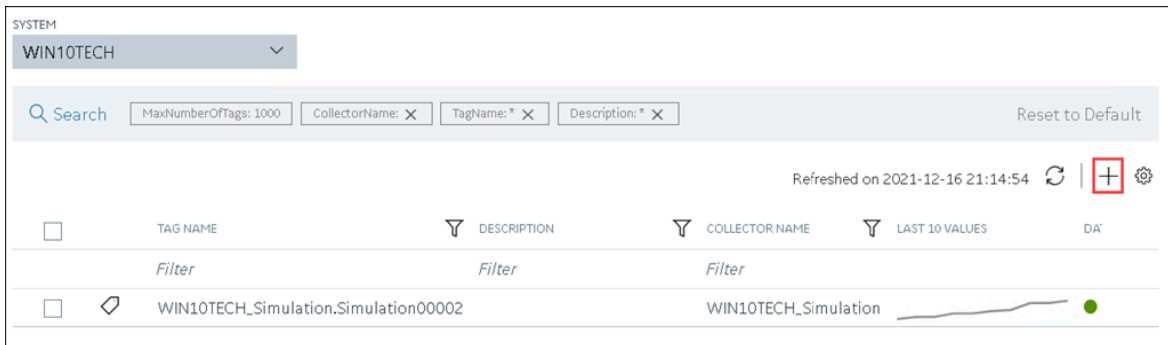 SYSTEM
WIN10TECH
Search MaxNumberOfTags: 1000 CollectorName: TagName: * Description: * Reset to Default
Refreshed on 2021-12-16 21:14:54
TAG NAME DESCRIPTION COLLECTOR NAME LAST 10 VALUES DA
Filter Filter Filter
WIN10TECH_Simulation.Simulation00002 WIN10TECH_Simulation